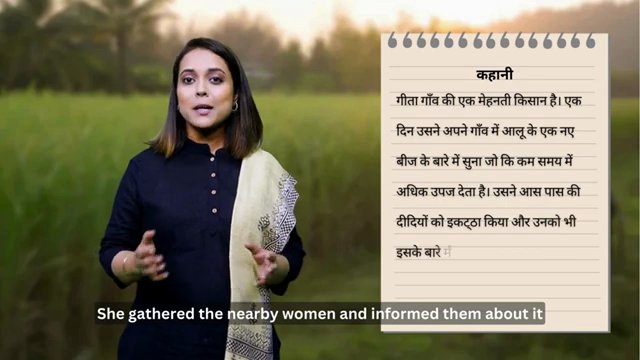 कहानी
गीता गाँव की एक मेहनती किसान है। एक
दिन उसने अपने गाँव में आलू के एक नए
बीज के बारे में सुना जो कि कम समय में
अधिक उपज देता है। उसने आस पास की
दीदियों को इकट्ठा किया और उनको भी
इसके बारे में
She gathered the nearby women and informed them about it